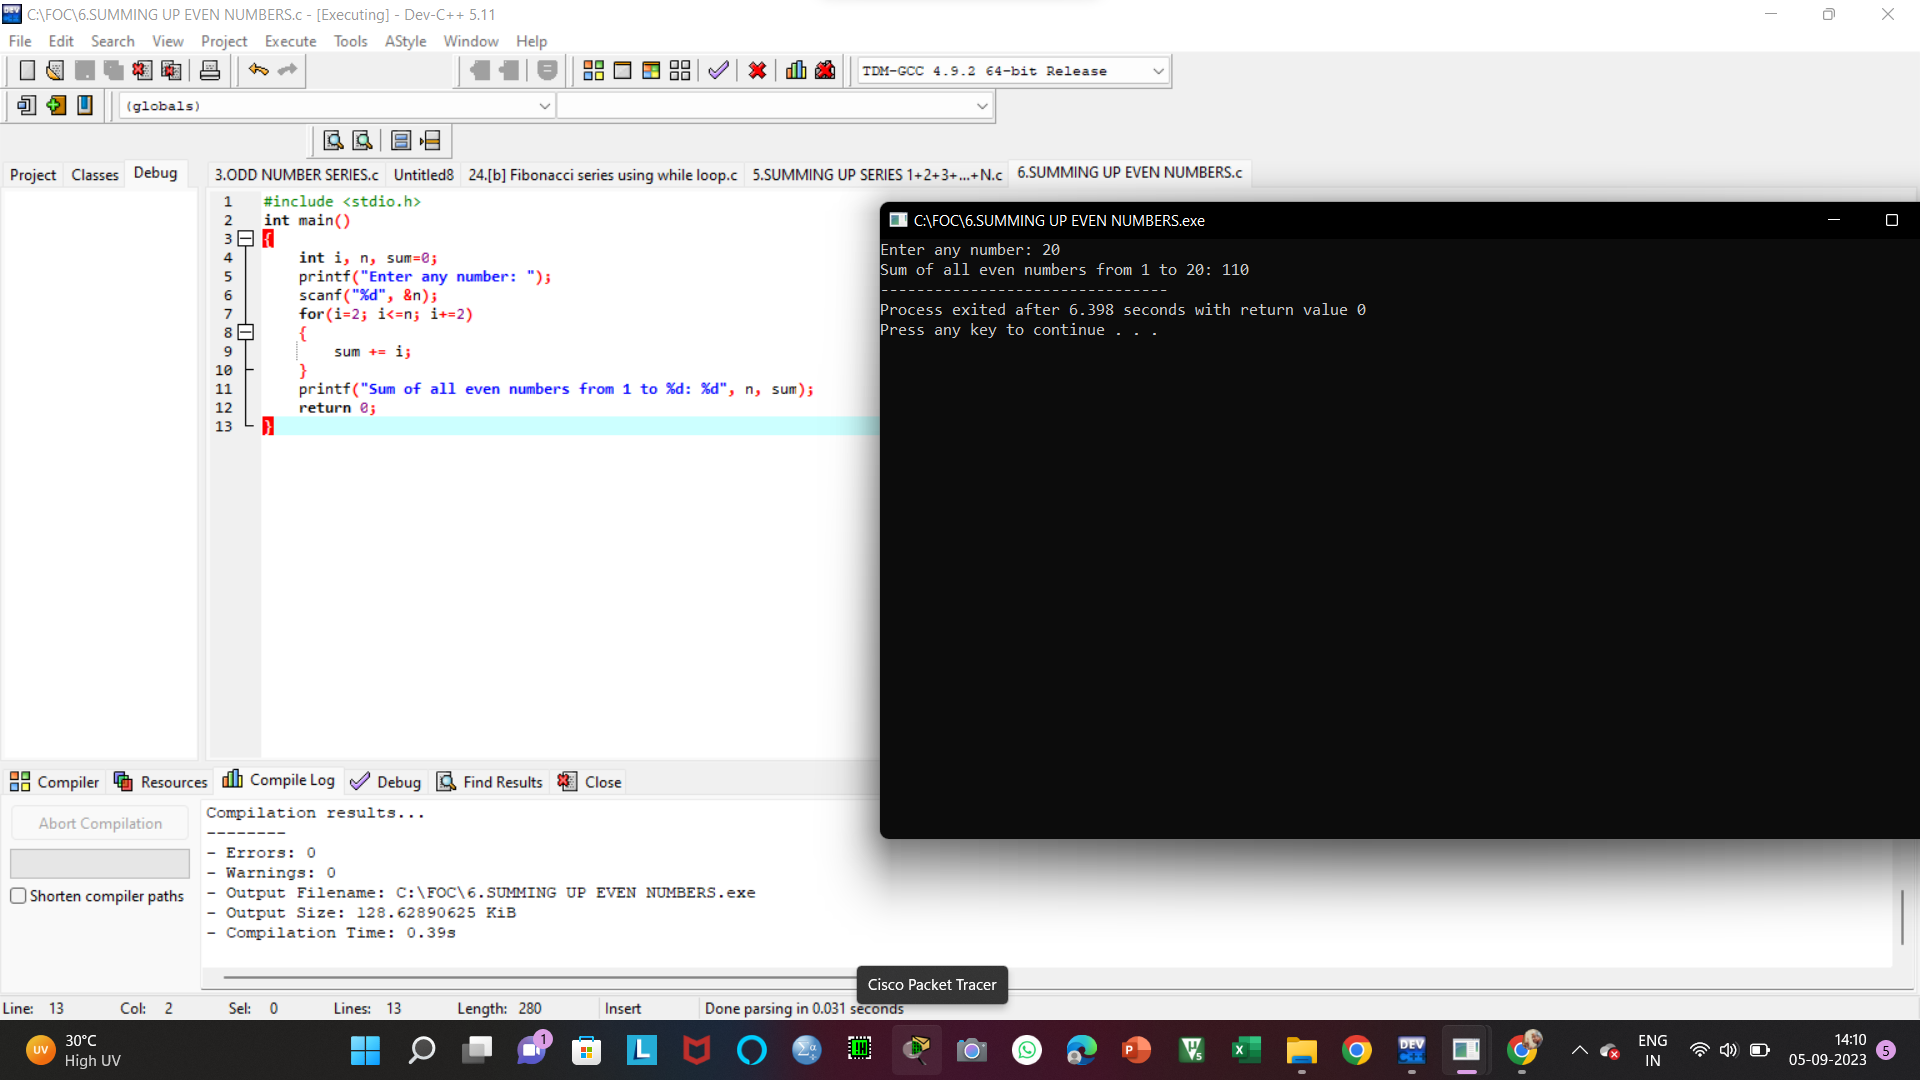 C:\FOC\6.SUMMING UP EVEN NUMBERS.c - [Executing] - Dev-C++ 5.11
File Edit Search View Project Execute Tools AStyle Window Help
TDM-GCC 4.9.2 64-bit Release
(globals)
Project Classes Debug
3.ODD NUMBER SERIES.c Untitled8 24.[b] Fibonacci series using while loop.c 5.SUMMING UP SERIES 1+2+3+...+N.c 6.SUMMING UP EVEN NUMBERS.c
1 #include <stdio.h>
2 int main()
3 {
4 int i, n, sum=0;
5 printf("Enter any number: ");
6 scanf("%d", &n);
7 for(i=2; i<=n; i+=2)
8 {
9 sum += i;
10 }
11 printf("Sum of all even numbers from 1 to %d: %d", n, sum);
12 return 0;
13 }
C:\FOC\6.SUMMING UP EVEN NUMBERS.exe
Enter any number: 20
Sum of all even numbers from 1 to 20: 110
--------------------------------
Process exited after 6.398 seconds with return value 0
Press any key to continue . . .
Compiler Resources Compile Log Debug Find Results Close
Abort Compilation
Shorten compiler paths
Compilation results...
--------
- Errors: 0
- Warnings: 0
- Output Filename: C:\FOC\6.SUMMING UP EVEN NUMBERS.exe
- Output Size: 128.62890625 KiB
- Compilation Time: 0.39s
Cisco Packet Tracer
Line: 13 Col: 2 Sel: 0 Lines: 13 Length: 280 Insert Done parsing in 0.031 seconds
UV
30°C
High UV
1
L
P
X
DEV
ENG
IN
14:10
05-09-2023
5